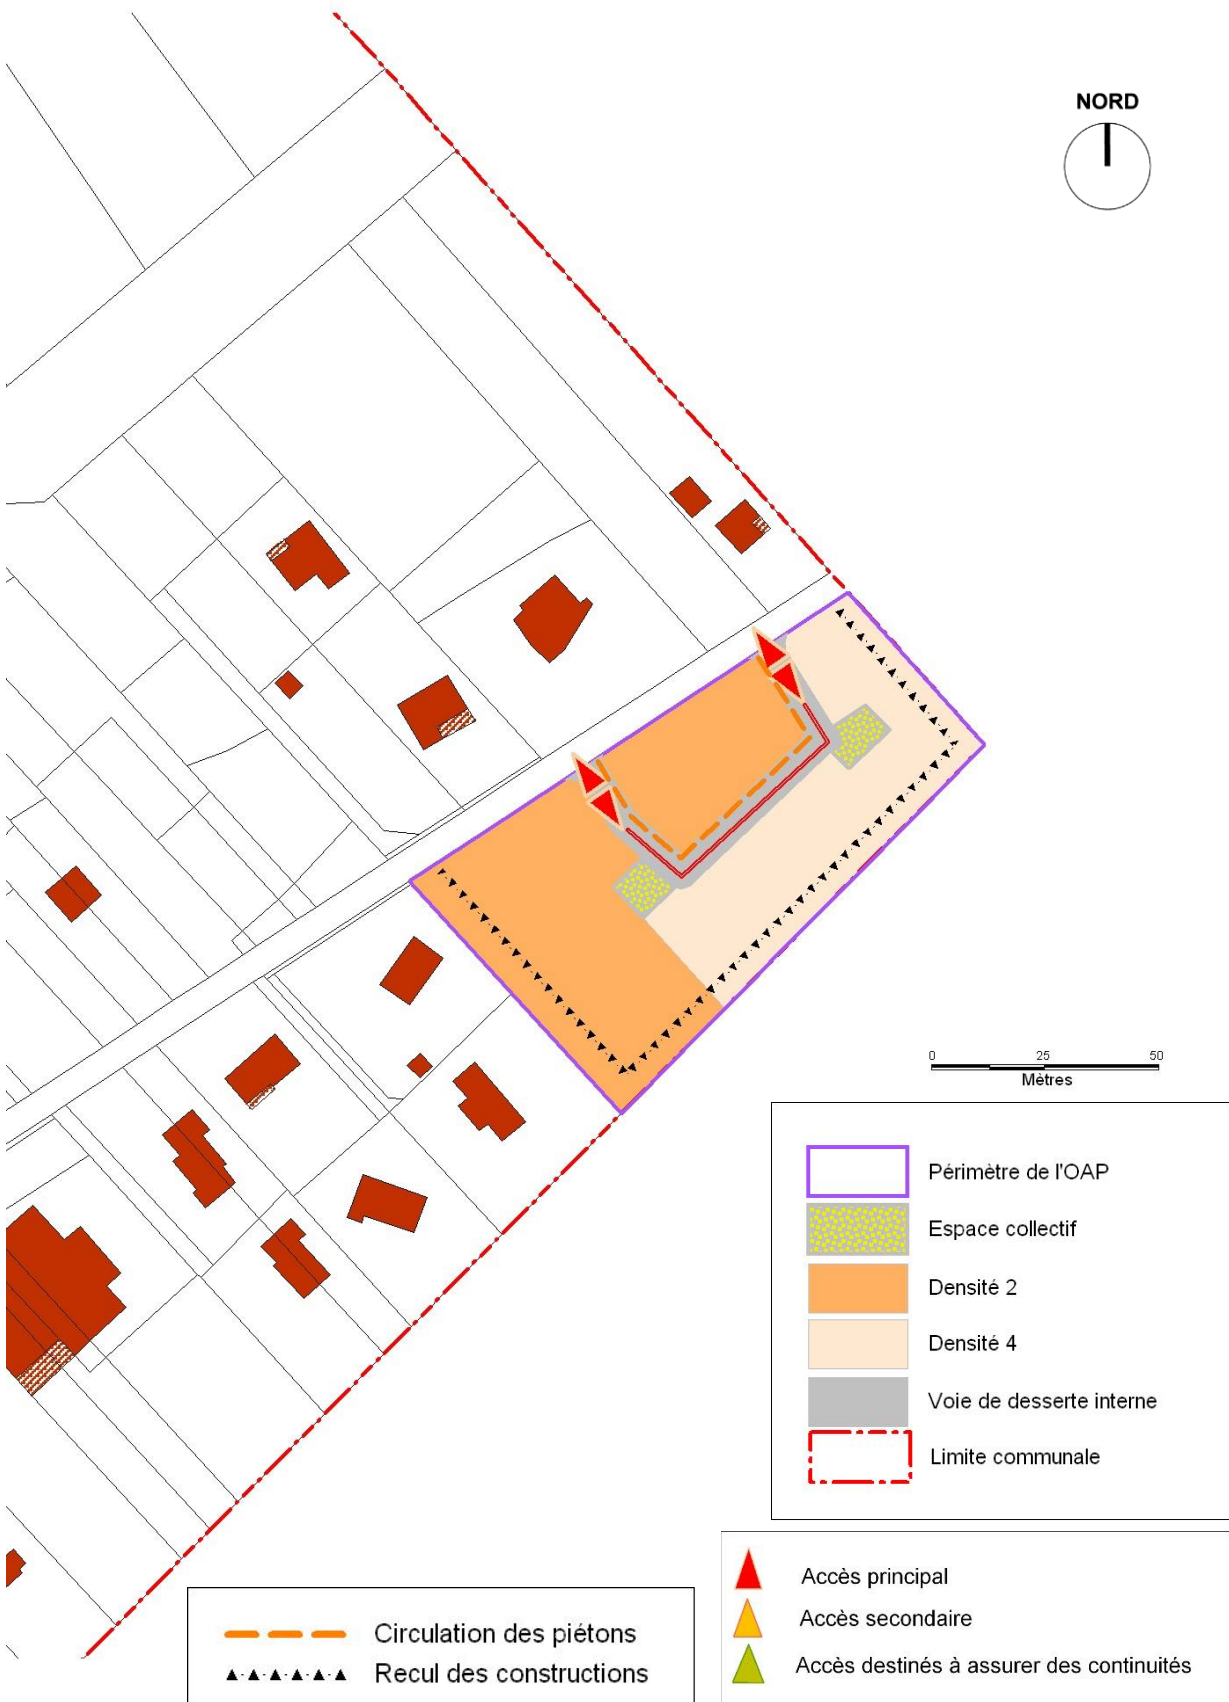 NORD
0 25 50
Mètres
Périmètre de l'OAP
Espace collectif
Densité 2
Densité 4
Voie de desserte interne
Limite communale
Accès principal
Accès secondaire
Accès destinés à assurer des continuités
Circulation des piétons
Recul des constructions